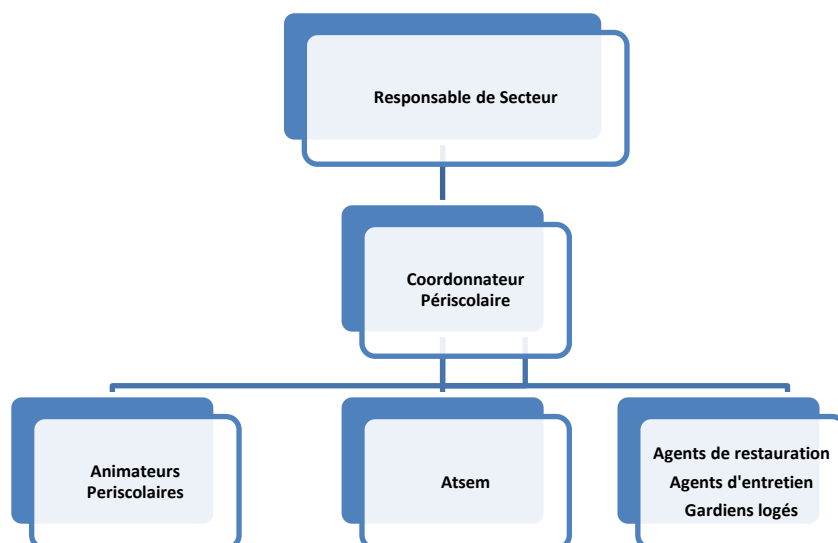 Responsable de Secteur
Coordonnateur
Périscolaire
Animateurs
Periscolaires
Atsem
Agents de restauration
Agents d'entretien
Gardiens logés